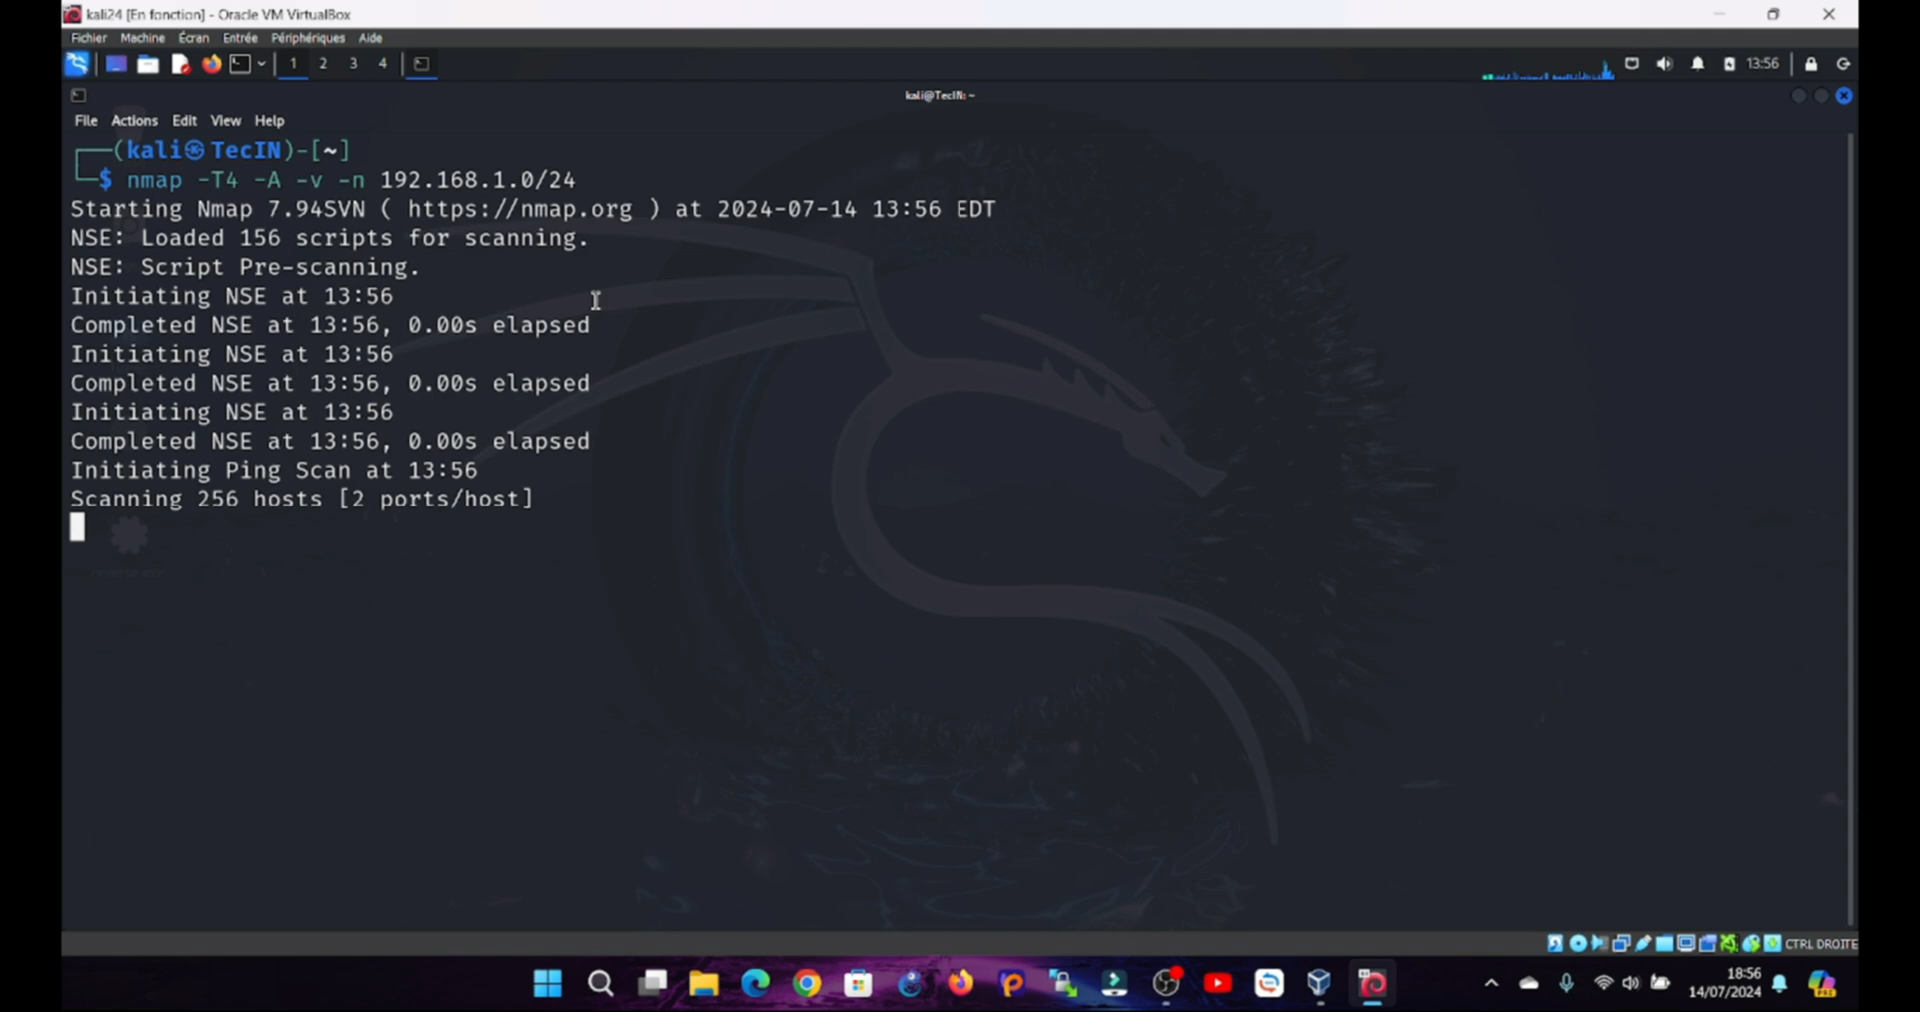 kali24 [En fonction] - Oracle VM VirtualBox
Fichier Machine Écran Entrée Périphériques Aide
1 2 3 4 13:56
kali@TecIN: ~
File Actions Edit View Help
(kali㉿TecIN)-[~]
$ nmap -T4 -A -v -n 192.168.1.0/24
Starting Nmap 7.94SVN ( https://nmap.org ) at 2024-07-14 13:56 EDT
NSE: Loaded 156 scripts for scanning.
NSE: Script Pre-scanning.
Initiating NSE at 13:56
Completed NSE at 13:56, 0.00s elapsed
Initiating NSE at 13:56
Completed NSE at 13:56, 0.00s elapsed
Initiating NSE at 13:56
Completed NSE at 13:56, 0.00s elapsed
Initiating Ping Scan at 13:56
Scanning 256 hosts [2 ports/host]
CTRL DROITE
18:56
14/07/2024